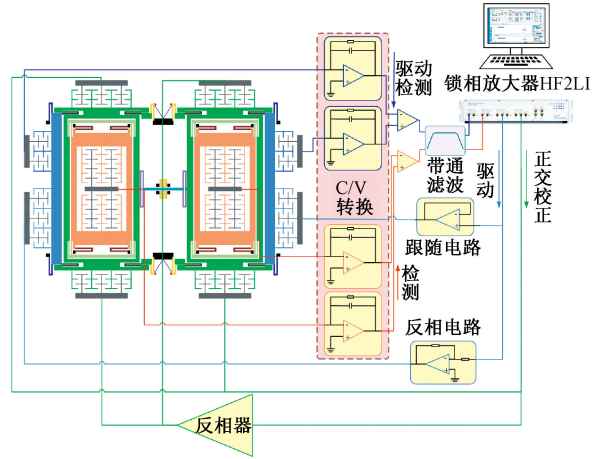 驱动
检测
锁相放大器HF2LI
C/V
转换
带通
滤波
驱动
正交校正
跟随电路
检测
反相电路
反相器